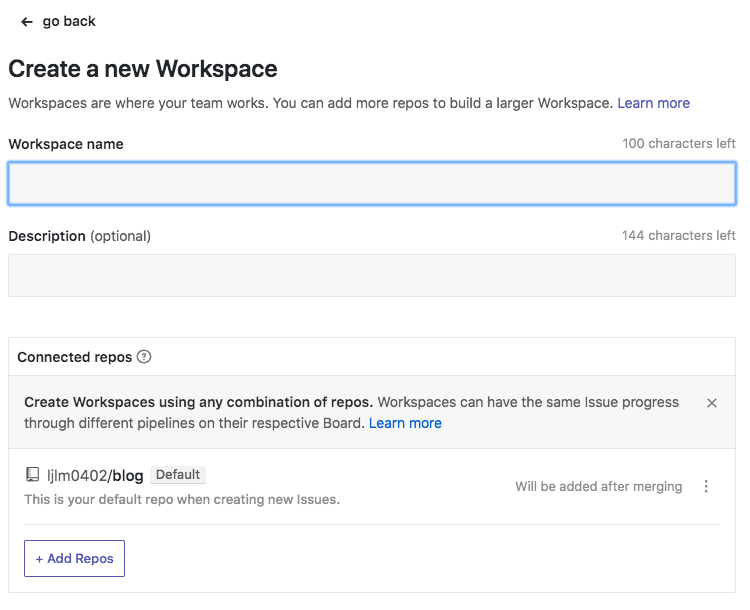 ← go back
Create a new Workspace
Workspaces are where your team works. You can add more repos to build a larger Workspace. Learn more
Workspace name 100 characters left
Description (optional) 144 characters left
Connected repos ?
Create Workspaces using any combination of repos. Workspaces can have the same Issue progress
through different pipelines on their respective Board. Learn more
ljlm0402/blog Default
This is your default repo when creating new Issues.
Will be added after merging
+ Add Repos